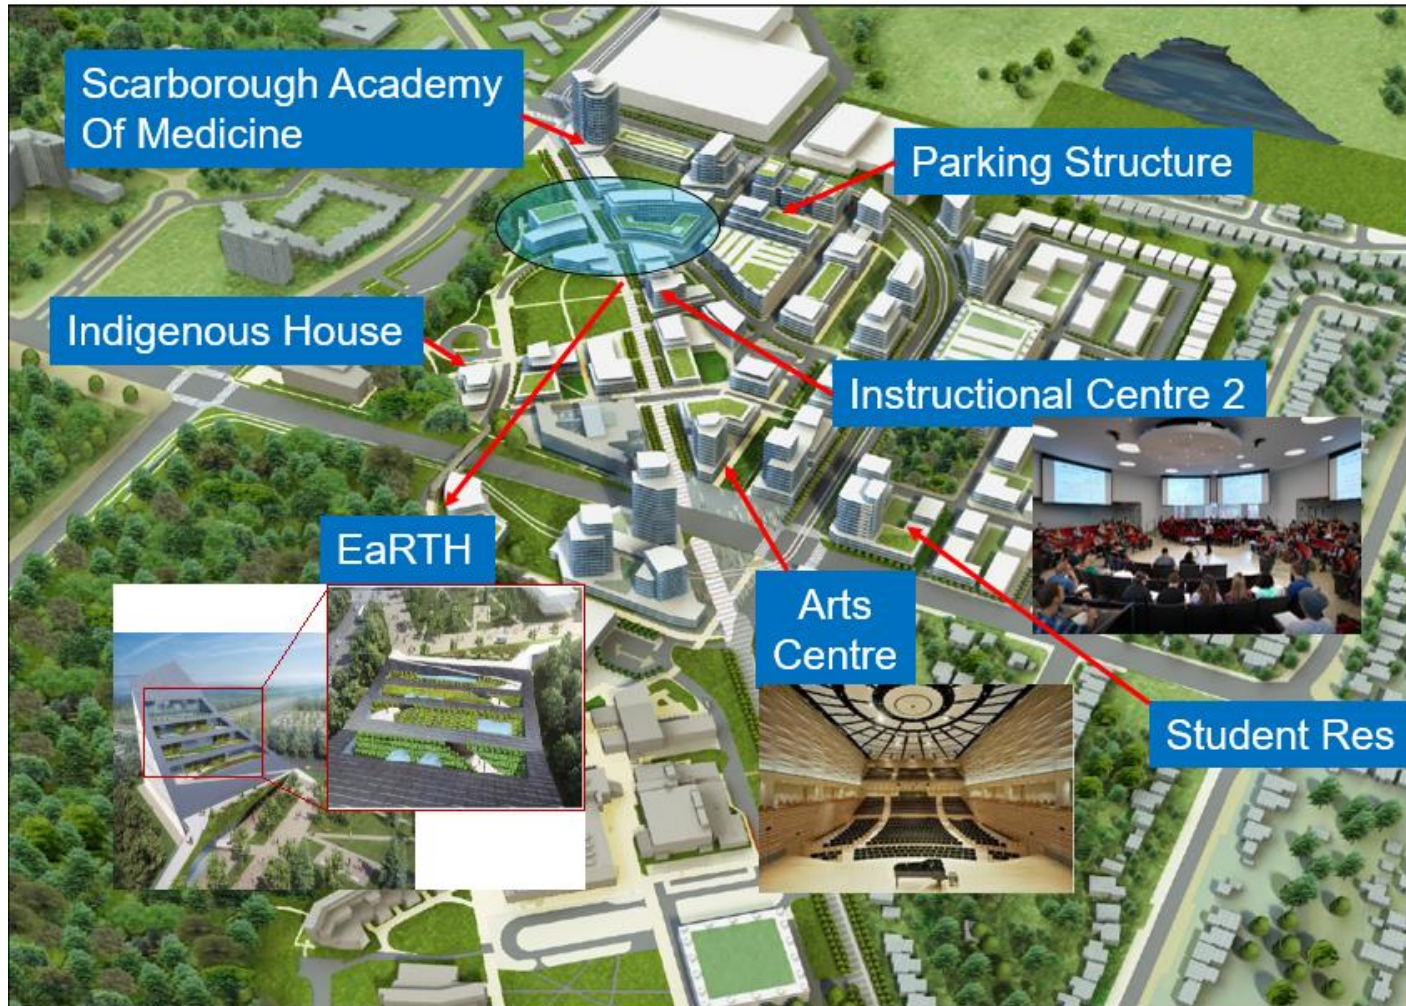 Scarborough Academy
Of Medicine
Parking Structure
Indigenous House
Instructional Centre 2
EaRTH
Arts
Centre
Student Res